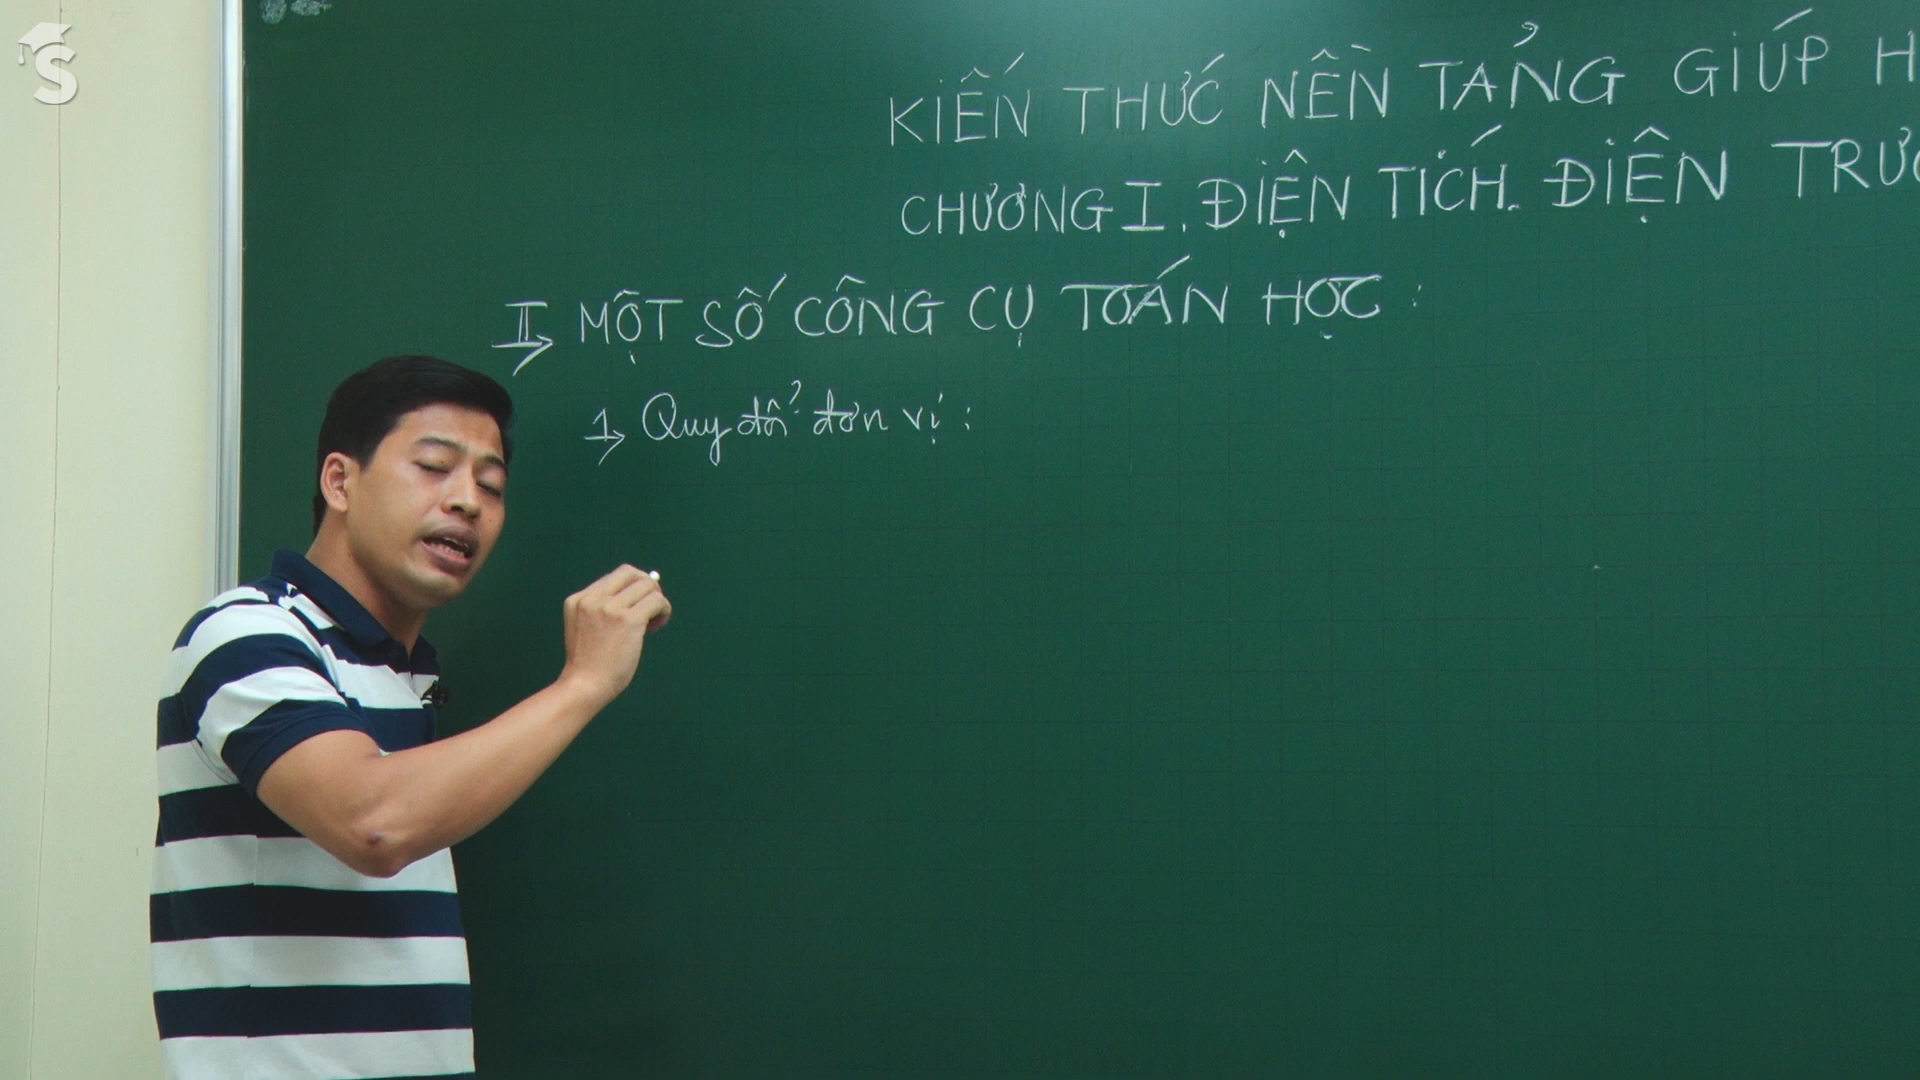 S
KIẾN THỨC NỀN TẢNG GIÚP H
CHƯƠNG I. ĐIỆN TÍCH. ĐIỆN TRƯ
II MỘT SỐ CÔNG CỤ TOÁN HỌC :
1 Quy đổi đơn vị :